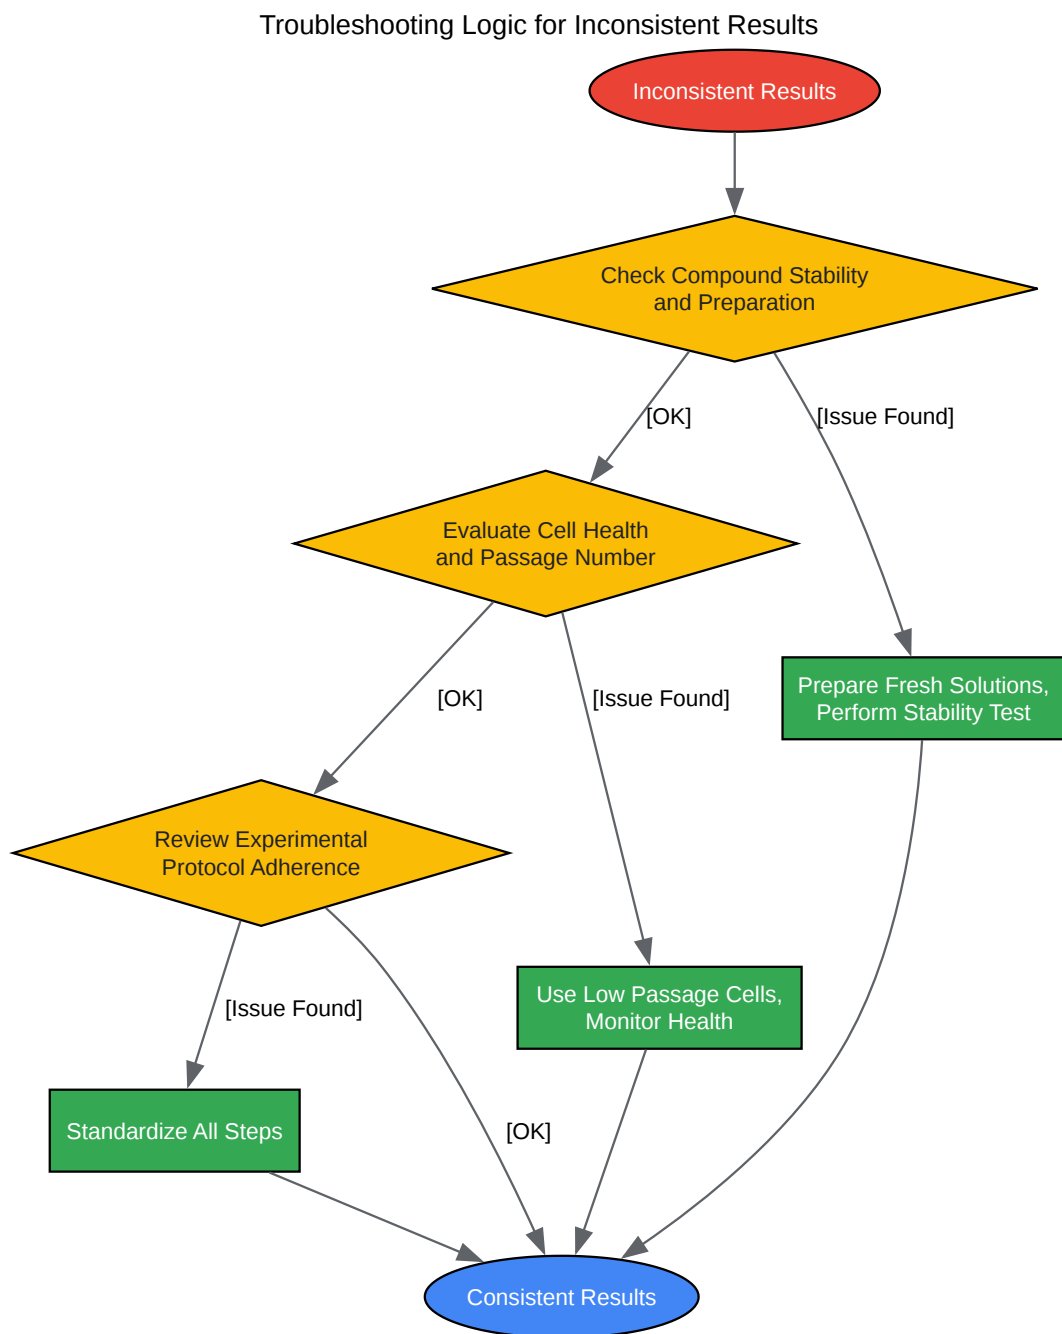 Troubleshooting Logic for Inconsistent Results
Inconsistent Results
Check Compound Stability
and Preparation
[OK]
[Issue Found]
Evaluate Cell Health
and Passage Number
[OK]
[Issue Found]
Prepare Fresh Solutions,
Perform Stability Test
Review Experimental
Protocol Adherence
[Issue Found]
Use Low Passage Cells,
Monitor Health
Standardize All Steps
[OK]
Consistent Results